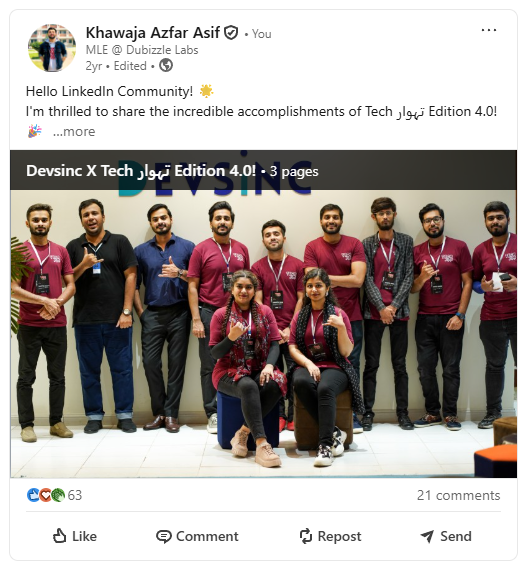 Khawaja Azfar Asif • You
MLE @ Dubizzle Labs
2yr • Edited •
Hello LinkedIn Community! 🌟
I'm thrilled to share the incredible accomplishments of Tech تہوار Edition 4.0!
🎉 ...more
Devsinc X Tech تہوار Edition 4.0! • 3 pages
DEVSINC
63
21 comments
Like
Comment
Repost
Send